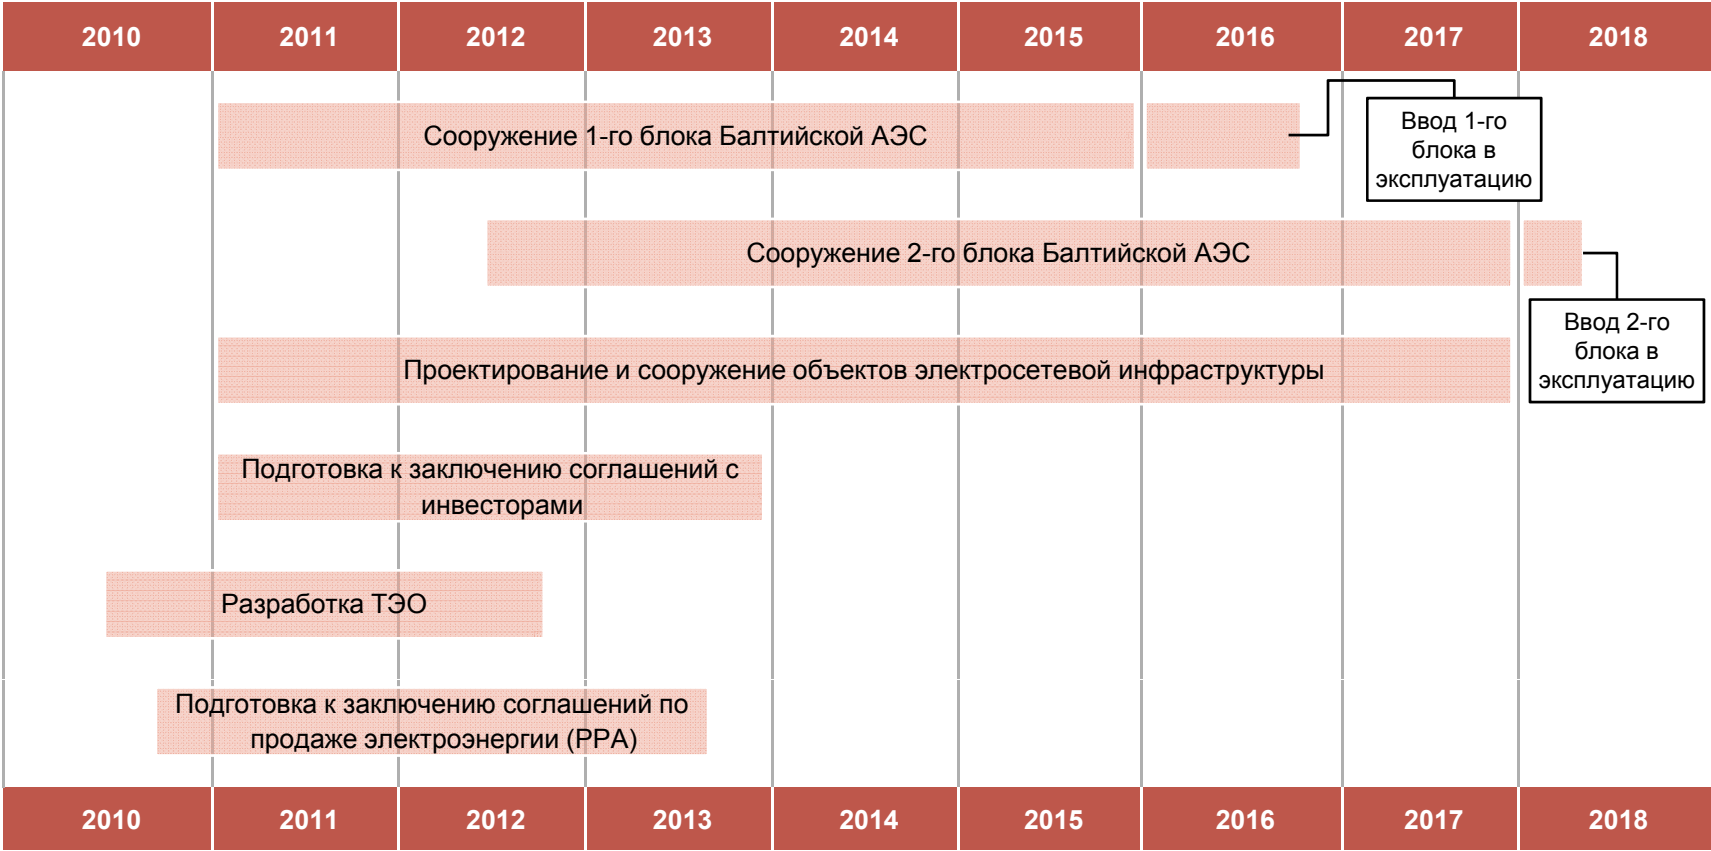 2010 2011 2012 2013 2014 2015 2016 2017 2018
Сооружение 1-го блока Балтийской АЭС
Ввод 1-го
блока в
эксплуатацию
Сооружение 2-го блока Балтийской АЭС
Ввод 2-го
блока в
эксплуатацию
Проектирование и сооружение объектов электросетевой инфраструктуры
Подготовка к заключению соглашений с
инвесторами
Разработка ТЭО
Подготовка к заключению соглашений по
продаже электроэнергии (PPA)
2010 2011 2012 2013 2014 2015 2016 2017 2018